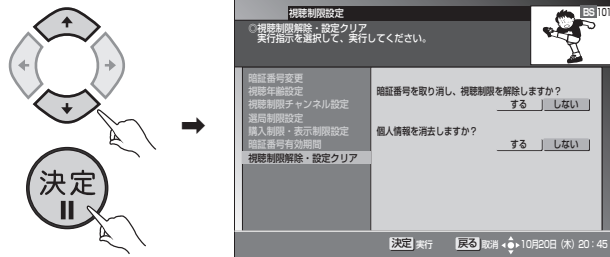 決定
視聴制限設定
BS 101
◎視聴制限解除・設定クリア
実行指示を選択して、実行してください。
暗証番号変更
視聴年齢設定
視聴制限チャンネル設定
選局制限設定
購入制限・表示制限設定
暗証番号有効期間
視聴制限解除・設定クリア
暗証番号を取り消し、視聴制限を解除しますか？
する しない
個人情報を消去しますか？
する しない
決定 実行 戻る 取消 10月20日 (木) 20:45